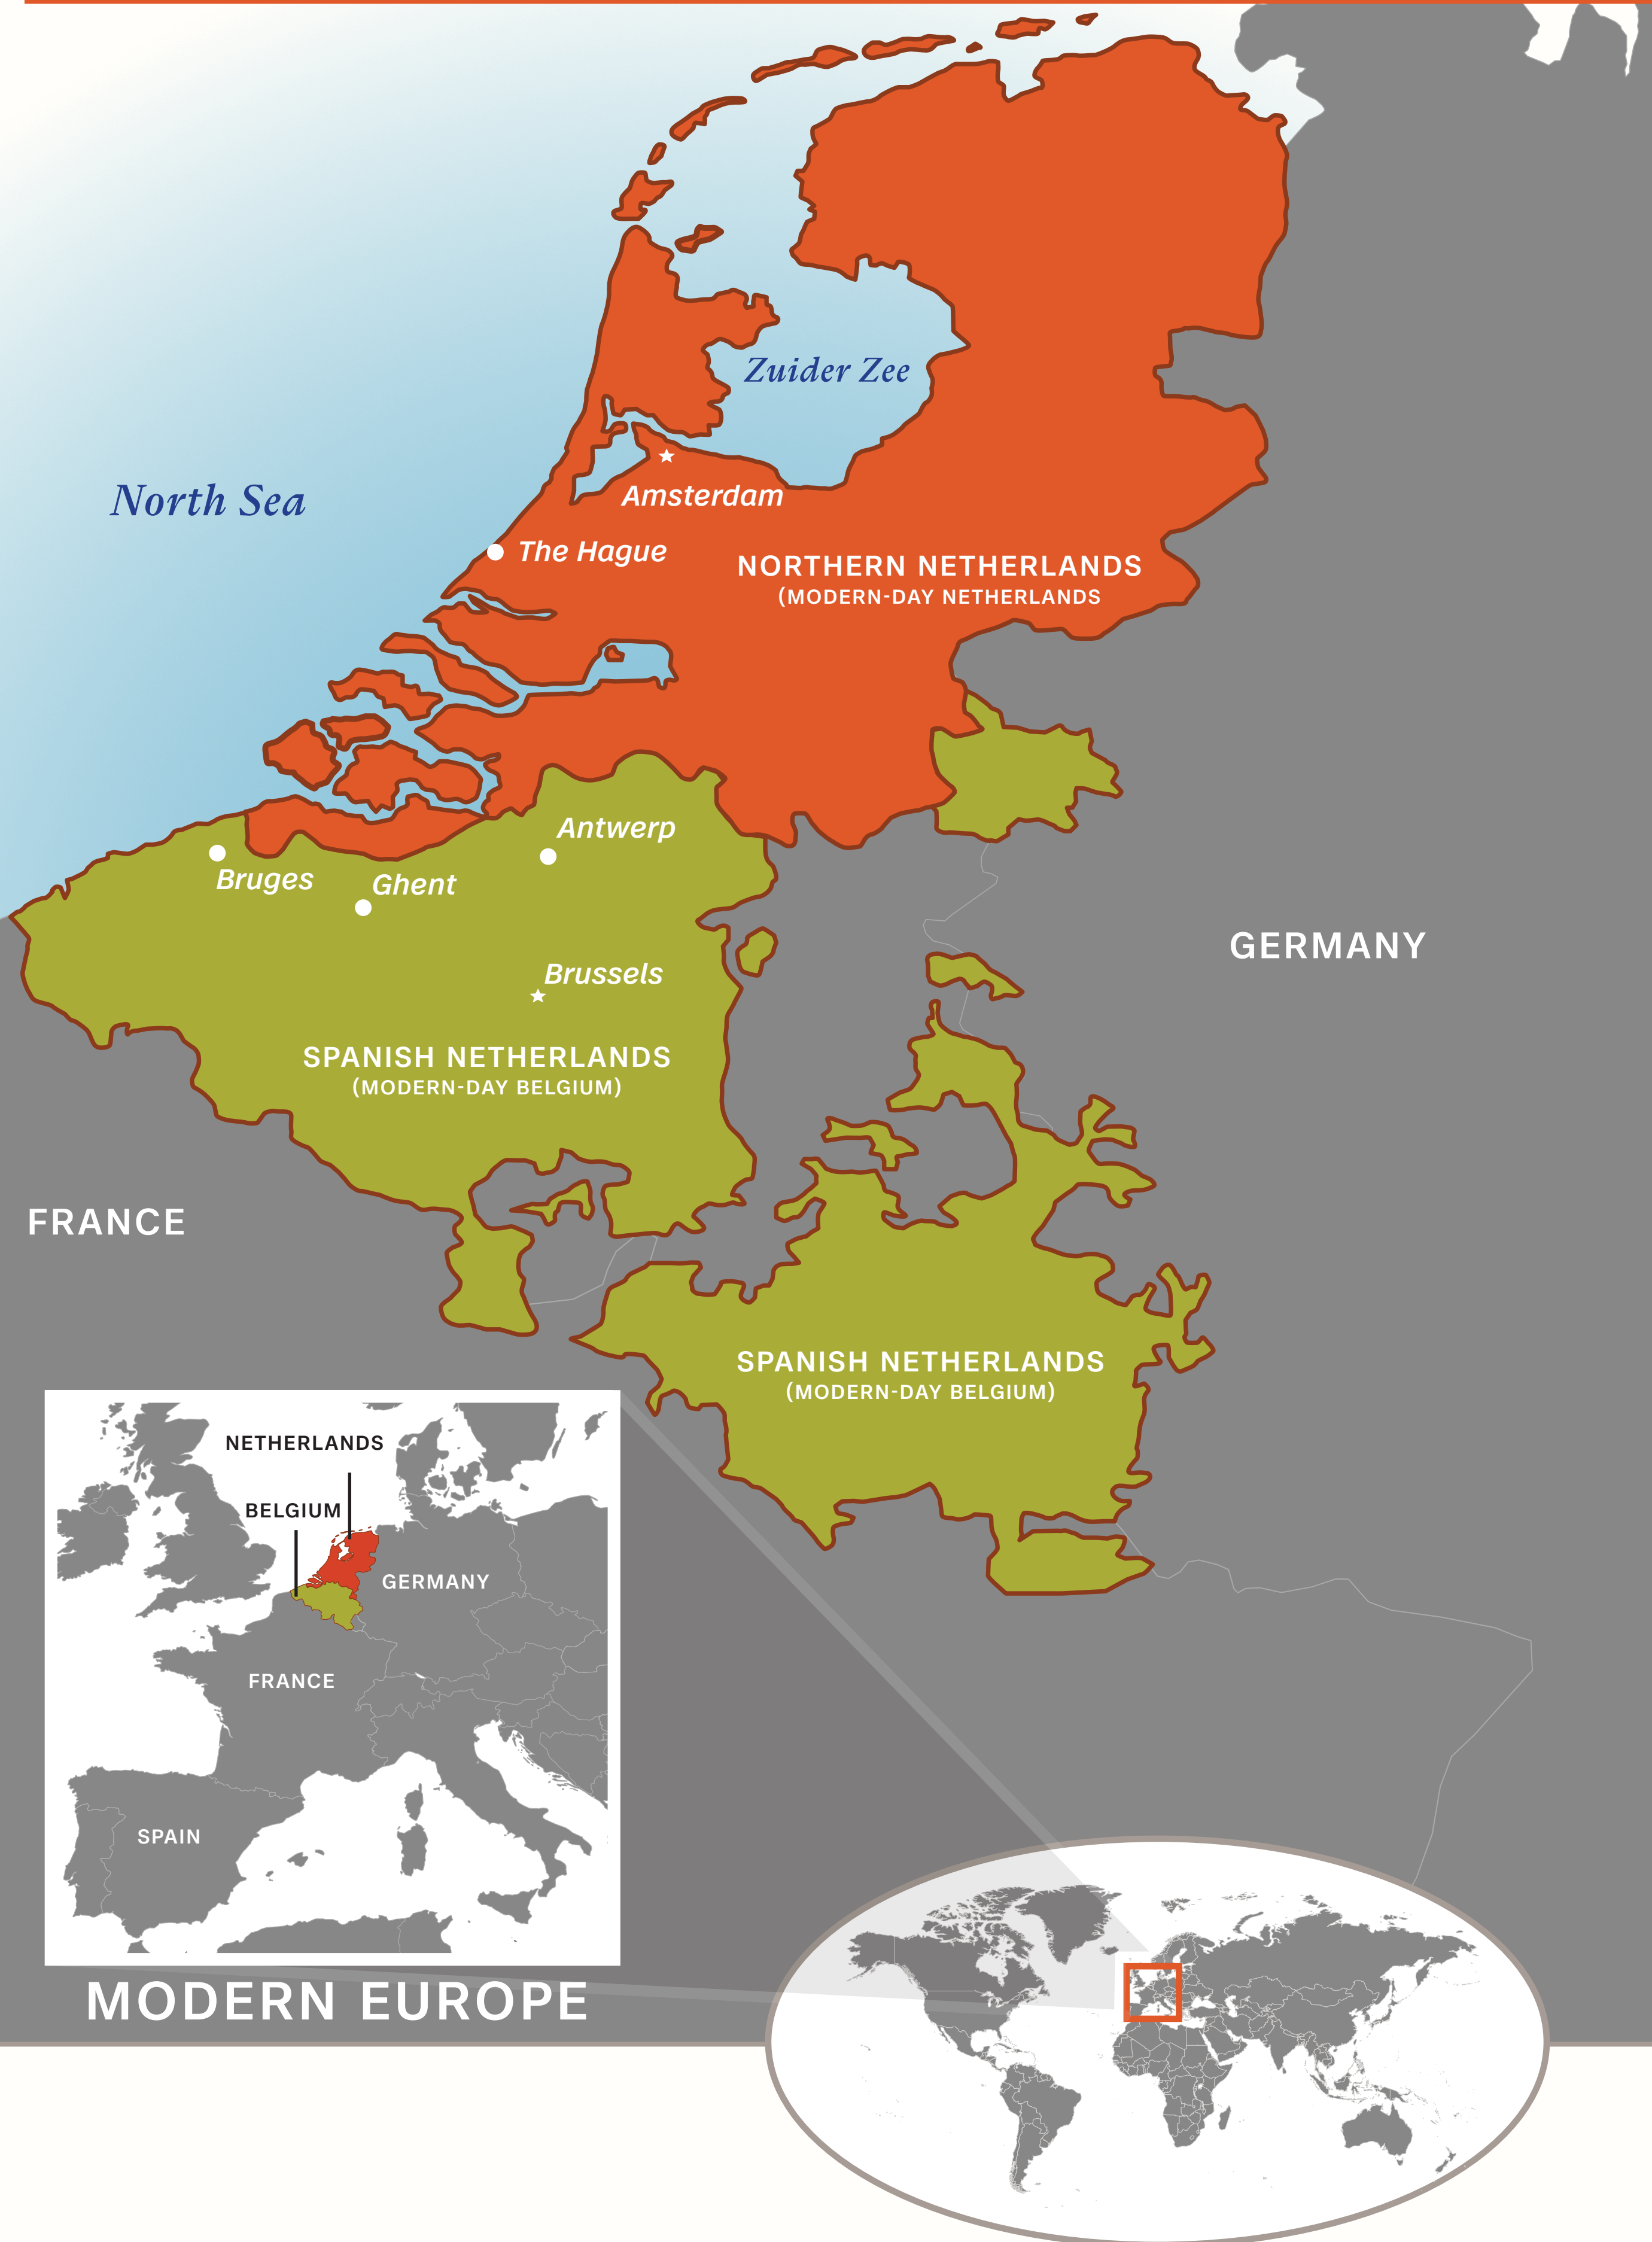 Zuider Zee
North Sea
Amsterdam
The Hague
NORTHERN NETHERLANDS
(MODERN-DAY NETHERLANDS
Antwerp
Bruges
Ghent
GERMANY
Brussels
SPANISH NETHERLANDS
(MODERN-DAY BELGIUM)
FRANCE
SPANISH NETHERLANDS
(MODERN-DAY BELGIUM)
NETHERLANDS
BELGIUM
GERMANY
FRANCE
SPAIN
MODERN EUROPE